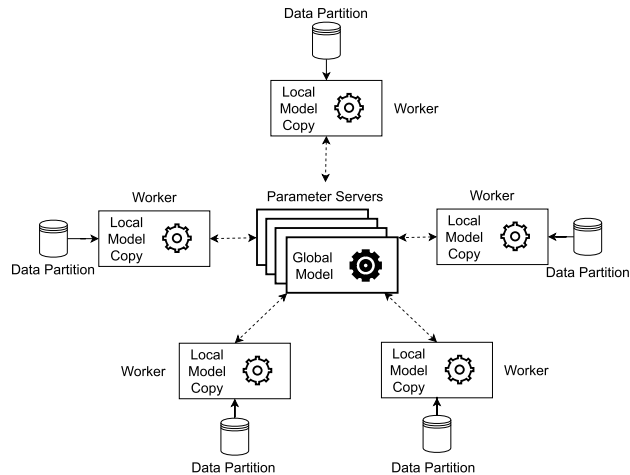 Data Partition
Local
Model
Copy
Worker
Worker
Parameter Servers
Worker
Local
Model
Copy
Global
Model
Local
Model
Copy
Data Partition
Data Partition
Worker
Local
Model
Copy
Local
Model
Copy
Worker
Data Partition
Data Partition